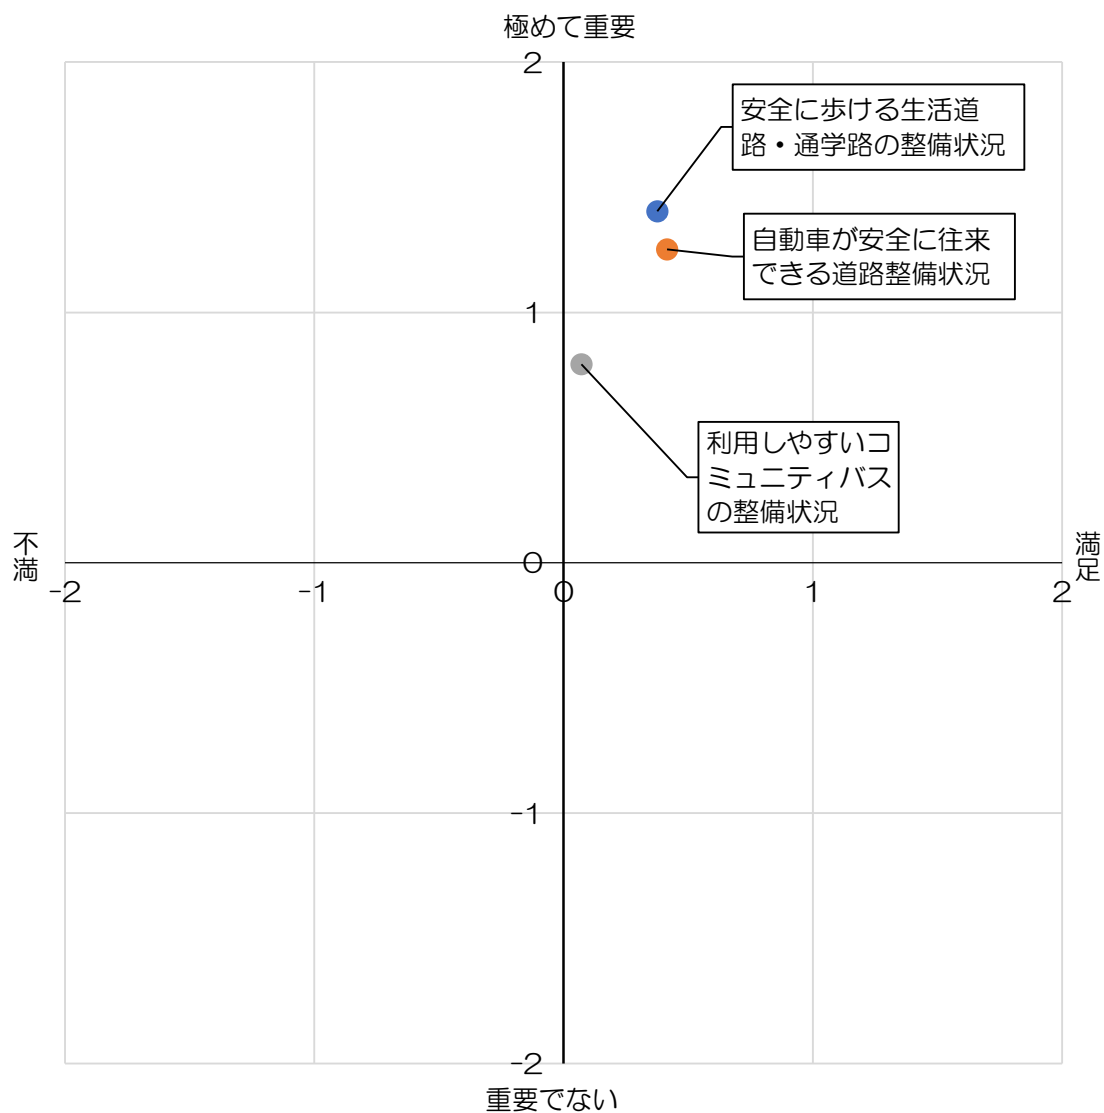 極めて重要
2
安全に歩ける生活道
路・通学路の整備状況
自動車が安全に往来
できる道路整備状況
1
利用しやすいコ
ミュニティバス
の整備状況
不満
0
満足
-2
-1
0
1
2
-1
-2
重要でない